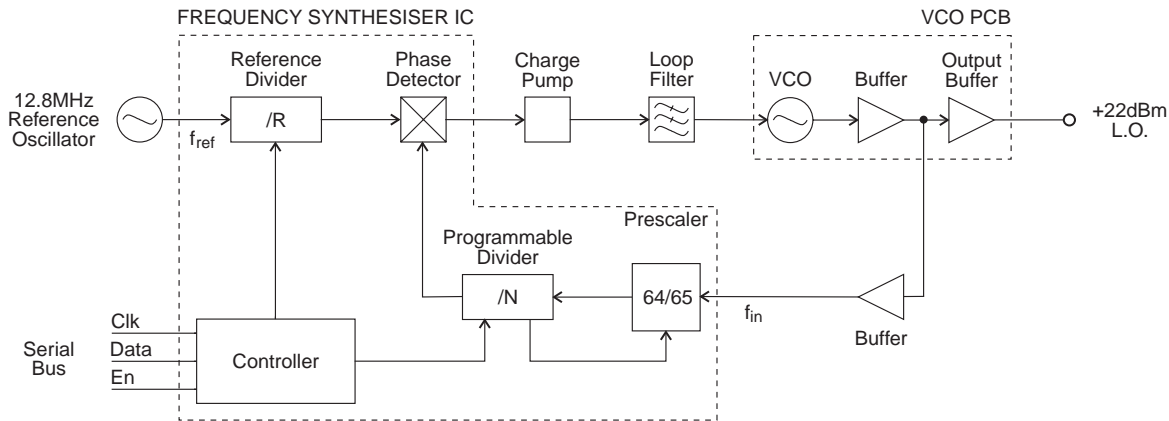 FREQUENCY SYNTHESISER IC
VCO PCB
Reference
Divider
Phase
Detector
Charge
Pump
Loop
Filter
VCO
Buffer
Output
Buffer
12.8MHz
Reference
Oscillator
fref
/R
+22dBm
L.O.
Prescaler
Programmable
Divider
/N
64/65
fin
Buffer
Serial
Bus
Clk
Data
En
Controller